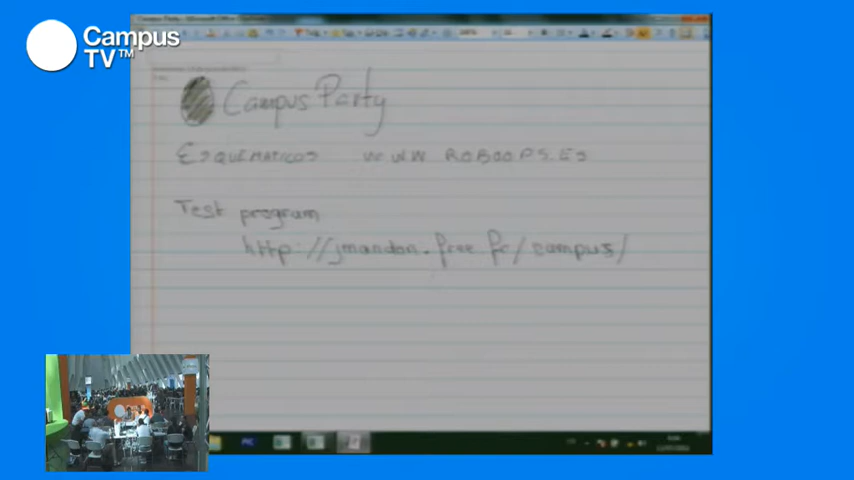 Campus
TV™
Campus Party
ESQUEMATICOS www ROBOOPS.ES
Test program
http://jmandon.free.fr/campus/